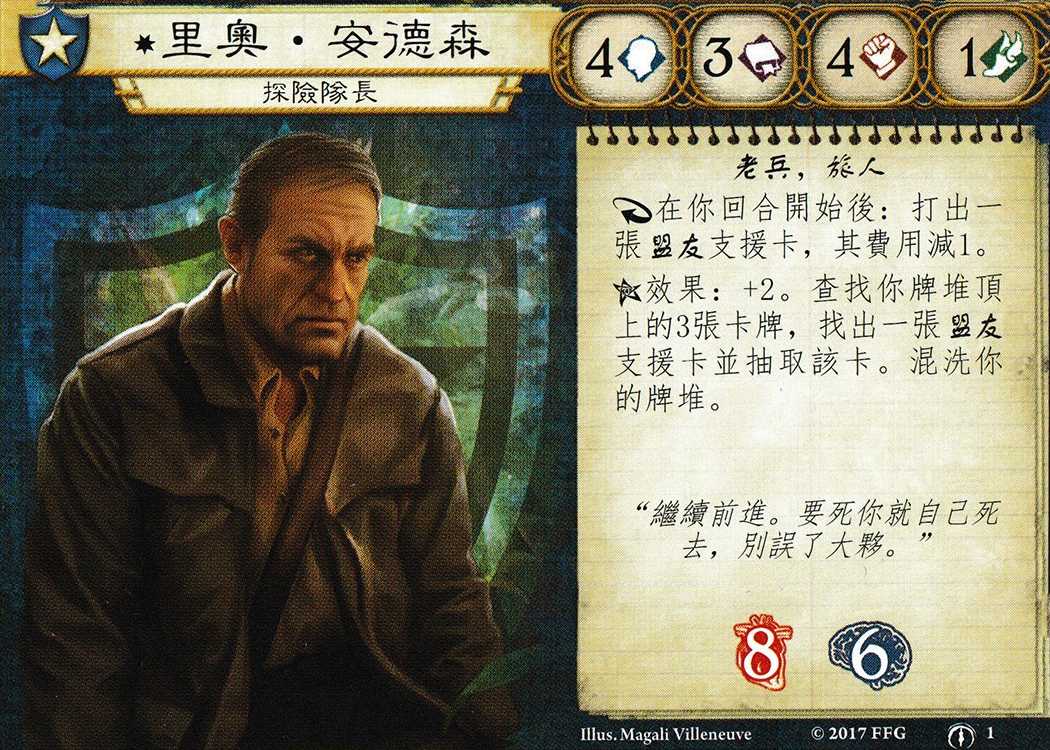 里奧·安德森
探險隊長
4 3 4 1
老兵，旅人
在你回合開始後：打出一
張盟友支援卡，其費用減1。
效果：+2。查找你牌堆頂
上的3張卡牌，找出一張盟友
支援卡並抽取該卡。混洗你
的牌堆。
“繼續前進。要死你就自己死
去，別誤了大夥。”
8 6
Illus. Magali Villeneuve © 2017 FFG 1